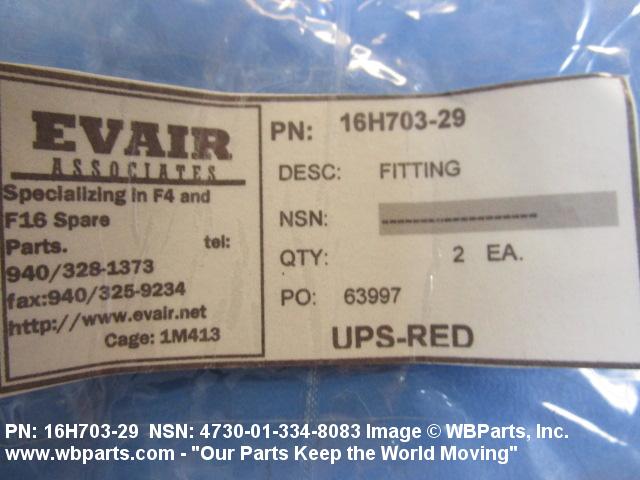 EVAIR
ASSOCIATES
Specializing in F4 and
F16 Spare
Parts. tel:
940/328-1373
fax:940/325-9234
http://www.evair.net
Cage: 1M413
PN: 16H703-29
DESC: FITTING
NSN: --------------------
QTY: 2 EA.
PO: 63997
UPS-RED
PN: 16H703-29 NSN: 4730-01-334-8083 Image © WBParts, Inc.
www.wbparts.com - "Our Parts Keep the World Moving"